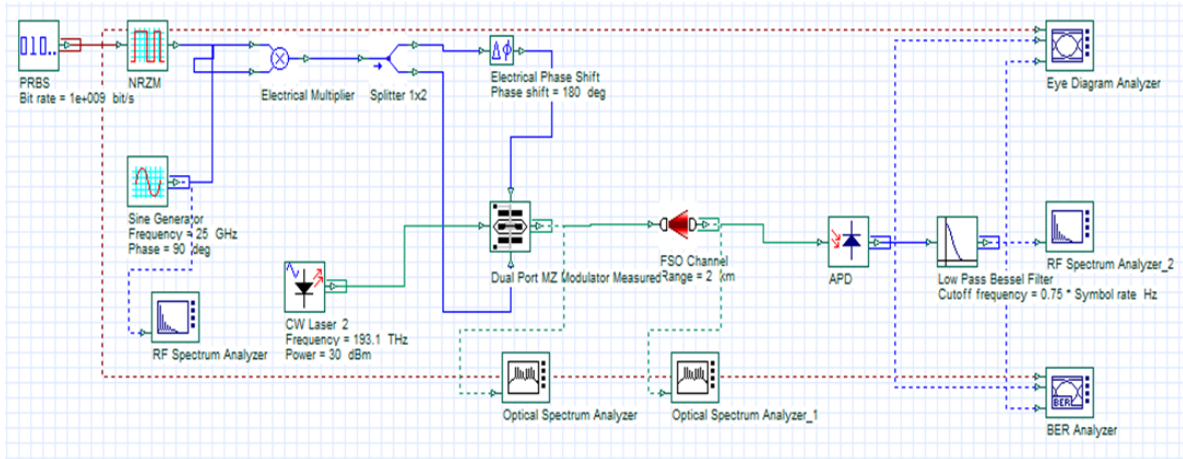 010..
PRBS
Bit rate = 1e+009 bit/s
NRZM
Electrical Multiplier
Splitter 1x2
Δϕ
Electrical Phase Shift
Phase shift = 180 deg
Eye Diagram Analyzer
Sine Generator
Frequency = 25 GHz
Phase = 90 deg
Dual Port MZ Modulator Measured
FSO Channel
Range = 2 km
APD
Low Pass Bessel Filter
Cutoff frequency = 0.75 * Symbol rate Hz
RF Spectrum Analyzer_2
RF Spectrum Analyzer
CW Laser 2
Frequency = 193.1 THz
Power = 30 dBm
Optical Spectrum Analyzer
Optical Spectrum Analyzer_1
BER
BER Analyzer